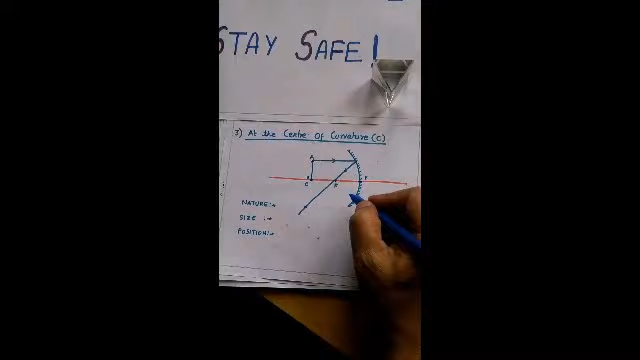 STAY SAFE!
3) At the Centre Of Curvature (C)
A
C
F
P
NATURE:-
SIZE :-
POSITION:-